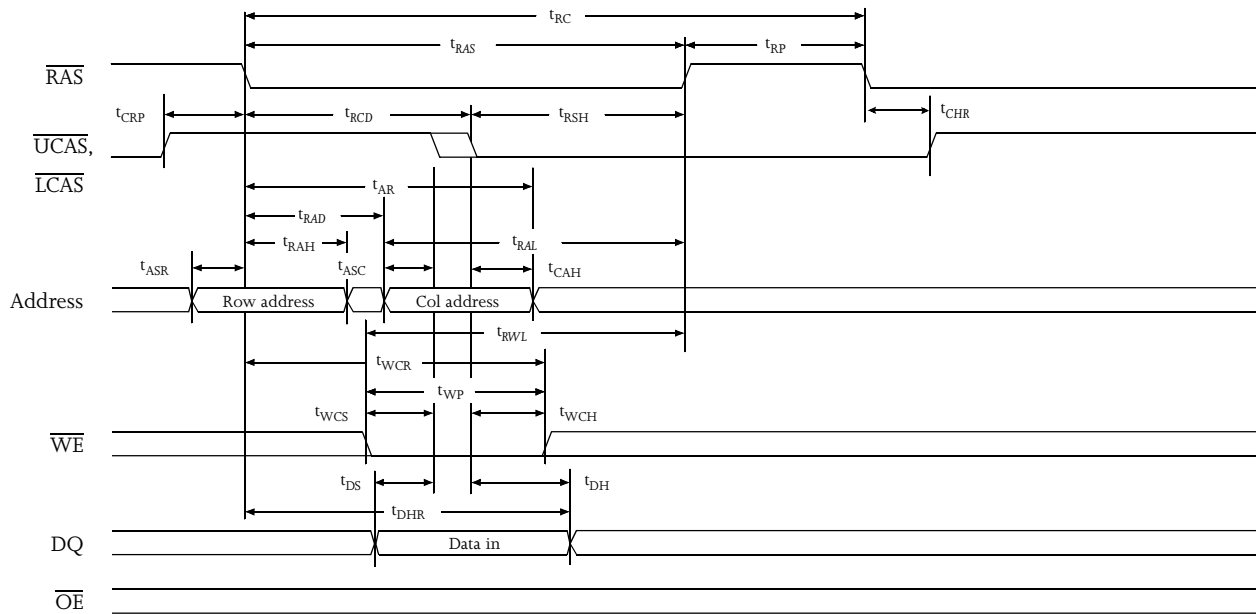 tRC
tRAS
tRP
RAS
tCRP
tRCD
tRSH
tCHR
UCAS,
LCAS
tAR
tRAD
tRAH
tRAL
tASR
tASC
tCAH
Address
Row address
Col address
tRWL
tWCR
tWP
tWCS
tWCH
WE
tDS
tDH
tDHR
DQ
Data in
OE